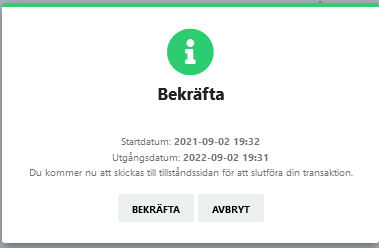 Bekräfta
Startdatum: 2021-09-02 19:32
Utgångsdatum: 2022-09-02 19:31
Du kommer nu att skickas till tillståndssidan för att slutföra din transaktion.
BEKRÄFTA AVBRYT